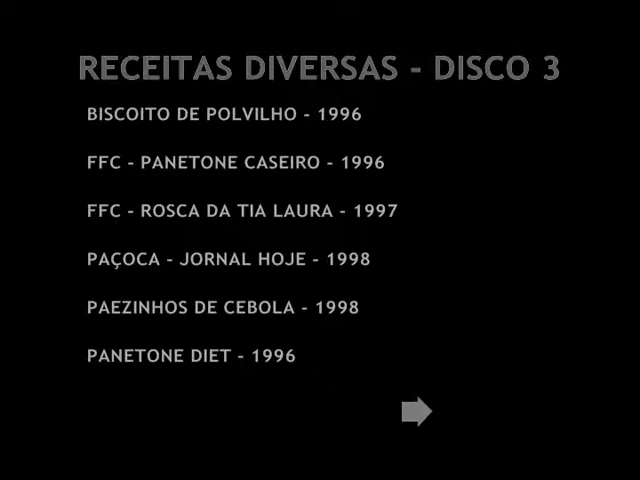 RECEITAS DIVERSAS - DISCO 3
BISCOITO DE POLVILHO - 1996
FFC - PANETONE CASEIRO - 1996
FFC - ROSCA DA TIA LAURA - 1997
PAÇOCA - JORNAL HOJE - 1998
PAEZINHOS DE CEBOLA - 1998
PANETONE DIET - 1996